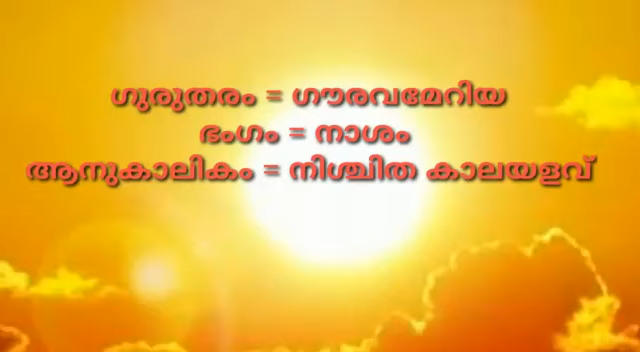 ഗുരുതരം = ഗൗരവമേറിയ
ഭംഗം = നാശം
ആനുകാലികം = നിശ്ചിത കാലയളവ്